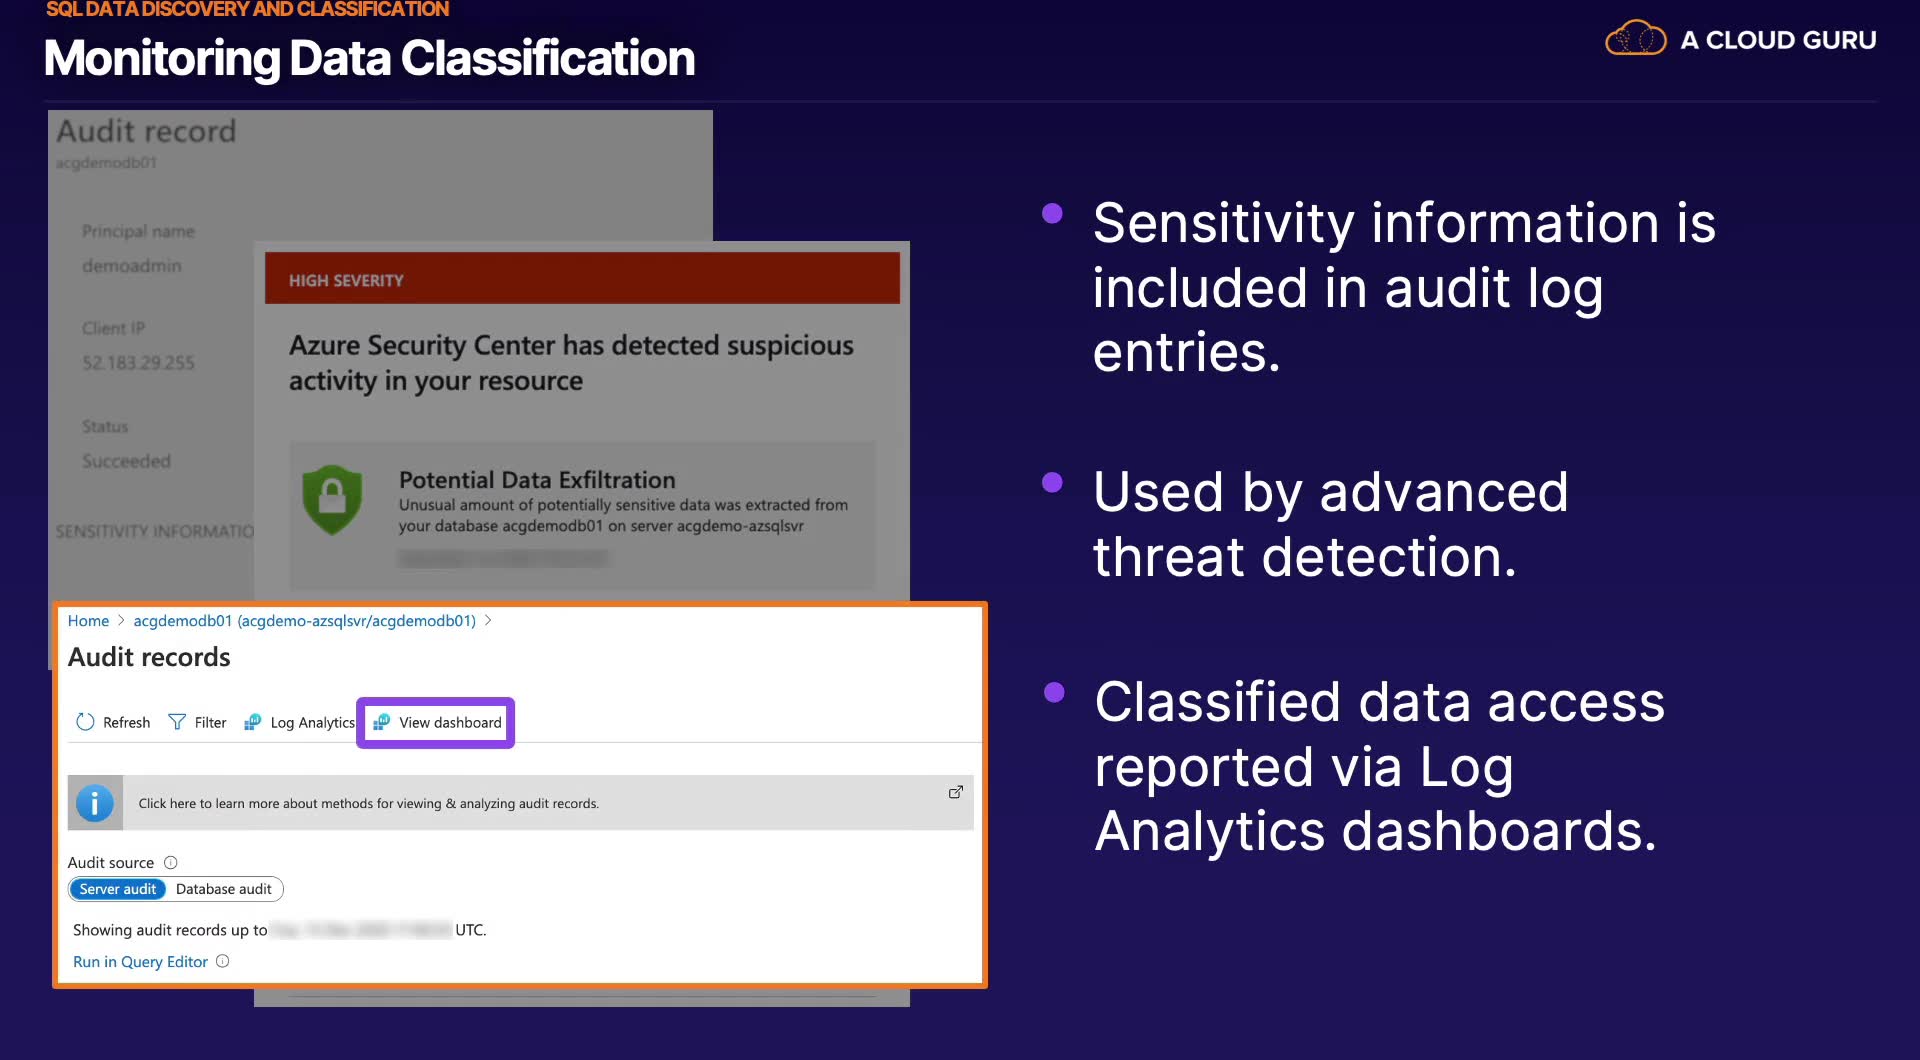 SQL DATA DISCOVERY AND CLASSIFICATION
Monitoring Data Classification
A CLOUD GURU
Audit record
acgdemodb01
Principal name
demoadmin
Client IP
52.183.29.255
Status
Succeeded
SENSITIVITY INFORMATIO
HIGH SEVERITY
Azure Security Center has detected suspicious
activity in your resource
Potential Data Exfiltration
Unusual amount of potentially sensitive data was extracted from
your database acgdemodb01 on server acgdemo-azsqlsvr
Home > acgdemodb01 (acgdemo-azsqlsvr/acgdemodb01) >
Audit records
Refresh Filter Log Analytics View dashboard
Click here to learn more about methods for viewing & analyzing audit records.
Audit source
Server audit Database audit
Showing audit records up to UTC.
Run in Query Editor
Sensitivity information is
included in audit log
entries.
Used by advanced
threat detection.
Classified data access
reported via Log
Analytics dashboards.